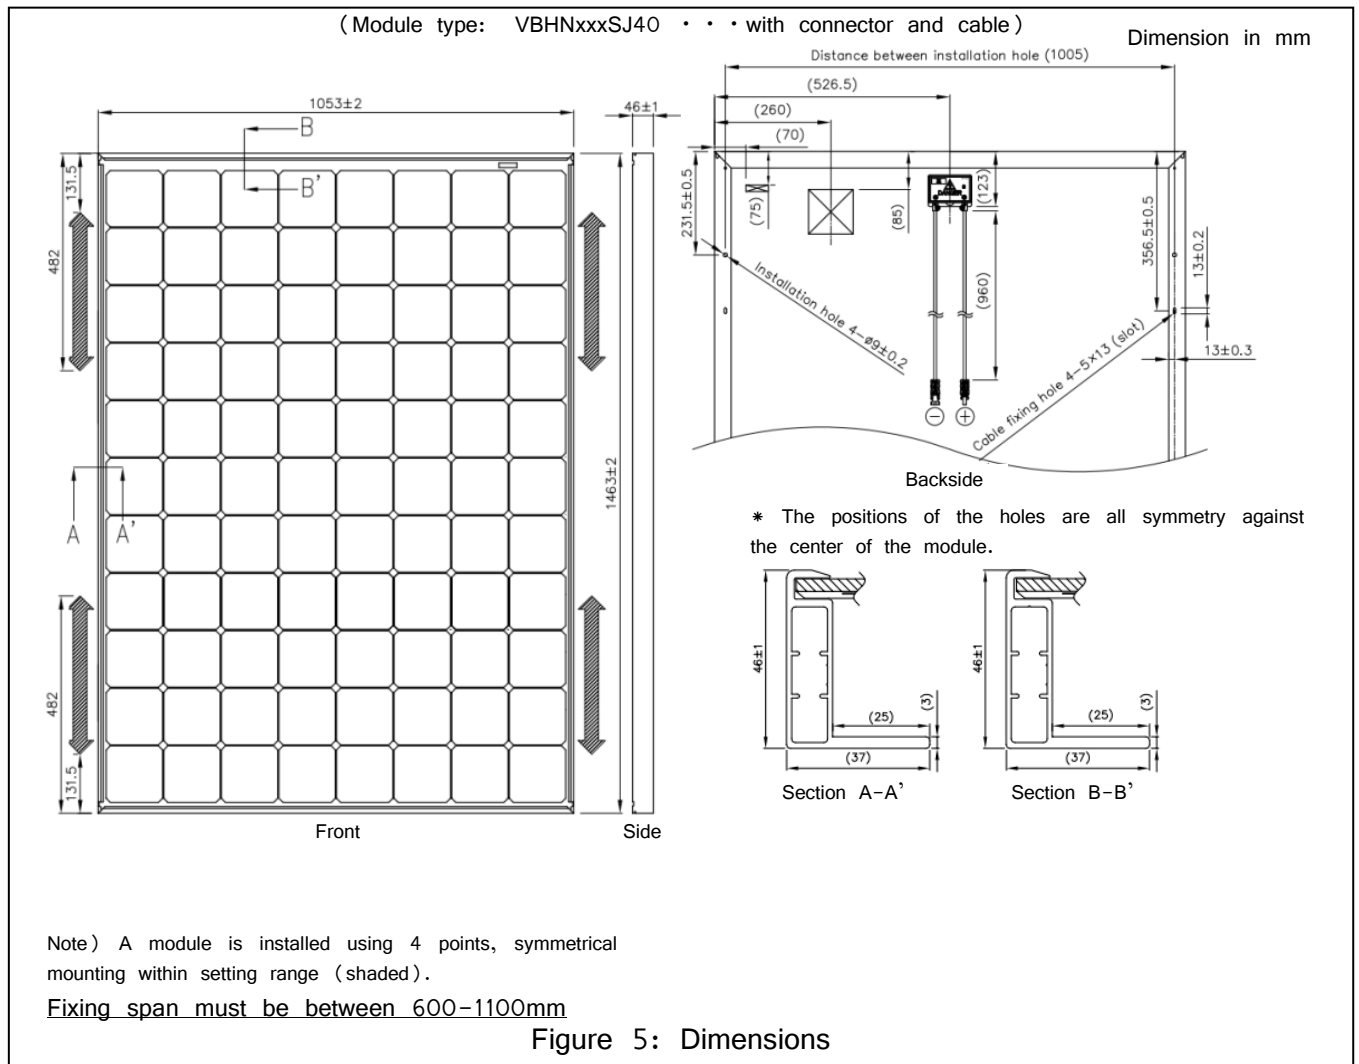 (Module type: VBHNxxxSJ40 ・・・with connector and cable)
Dimension in mm
Distance between installation hole (1005)
(526.5)
(260)
(70)
1053±2
46±1
B
B'
131.5
482
A
A'
482
131.5
1463±2
Front
Side
231.5±0.5
(75)
(85)
DANGER
(123)
(960)
356.5±0.5
13±0.2
13±0.3
Installation hole 4-ø9±0.2
Cable fixing hole 4-5×13 (slot)
− +
Backside
* The positions of the holes are all symmetry against
the center of the module.
46±1
(25)
(3)
(37)
Section A-A'
46±1
(25)
(3)
(37)
Section B-B'
Note) A module is installed using 4 points, symmetrical
mounting within setting range (shaded).
Fixing span must be between 600-1100mm
Figure 5: Dimensions